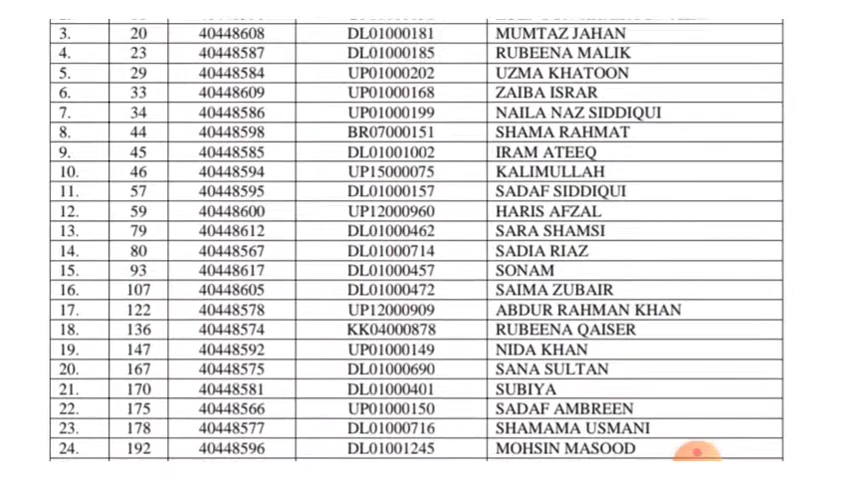 3. 20 40448608 DL01000181 MUMTAZ JAHAN
4. 23 40448587 DL01000185 RUBEENA MALIK
5. 29 40448584 UP01000202 UZMA KHATOON
6. 33 40448609 UP01000168 ZAIBA ISRAR
7. 34 40448586 UP01000199 NAILA NAZ SIDDIQUI
8. 44 40448598 BR07000151 SHAMA RAHMAT
9. 45 40448585 DL01001002 IRAM ATEEQ
10. 46 40448594 UP15000075 KALIMULLAH
11. 57 40448595 DL01000157 SADAF SIDDIQUI
12. 59 40448600 UP12000960 HARIS AFZAL
13. 79 40448612 DL01000462 SARA SHAMSI
14. 80 40448567 DL01000714 SADIA RIAZ
15. 93 40448617 DL01000457 SONAM
16. 107 40448605 DL01000472 SAIMA ZUBAIR
17. 122 40448578 UP12000909 ABDUR RAHMAN KHAN
18. 136 40448574 KK04000878 RUBEENA QAISER
19. 147 40448592 UP01000149 NIDA KHAN
20. 167 40448575 DL01000690 SANA SULTAN
21. 170 40448581 DL01000401 SUBIYA
22. 175 40448566 UP01000150 SADAF AMBREEN
23. 178 40448577 DL01000716 SHAMAMA USMANI
24. 192 40448596 DL01001245 MOHSIN MASOOD